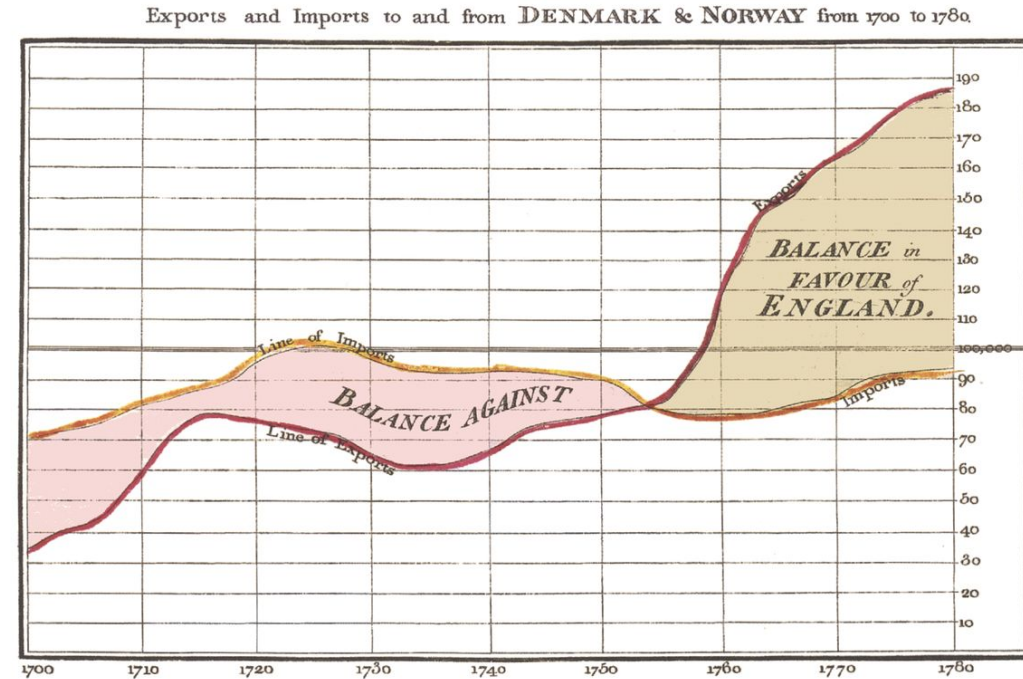 Exports and Imports to and from DENMARK & NORWAY from 1700 to 1780.
190
180
170
160
150
140
130
120
110
100,000
90
80
70
60
50
40
30
20
10
Exports
BALANCE in
FAVOUR of
ENGLAND.
Line of Imports
BALANCE AGAINST
Imports
Line of Exports
1700 1710 1720 1730 1740 1750 1760 1770 1780